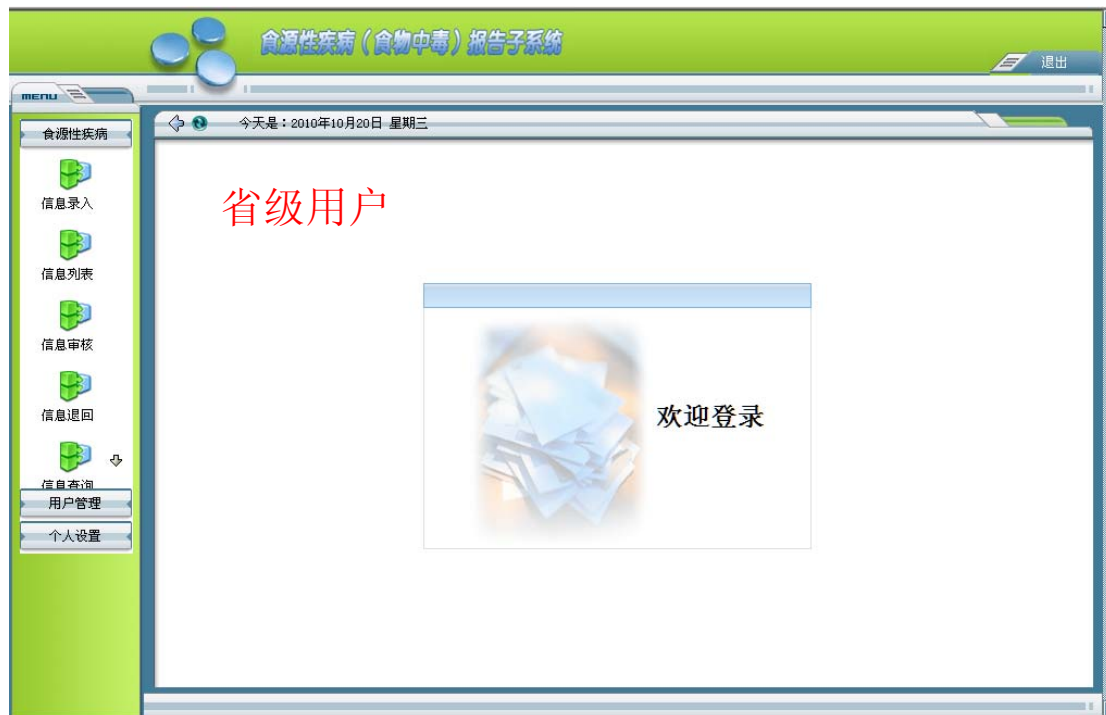 食源性疾病（食物中毒）报告子系统
退出
MENU
今天是：2010年10月20日 星期三
食源性疾病
信息录入
信息列表
信息审核
信息退回
信息查询
用户管理
个人设置
省级用户
欢迎登录